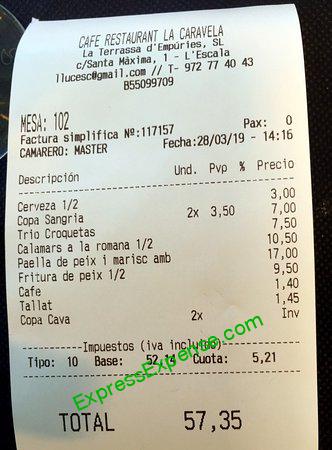 CAFE RESTAURANT LA CARAVELA
La Terrassa d'Empúries, SL
c/Santa Màxima, 1 - L'Escala
llucesc@gmail.com // T- 972 77 40 43
B55099709
MESA: 102 Pax: 0
Factura simplifica Nº:117157
CAMARERO: MASTER Fecha:28/03/19 - 14:16
Descripción Und. Pvp % Precio
Cerveza 1/2 3,00
Copa Sangria 2x 3,50 7,00
Trio Croquetas 7,50
Calamars a la romana 1/2 10,50
Paella de peix i marisc amb 17,00
Fritura de peix 1/2 9,50
Cafe 1,40
Tallat 1,45
Copa Cava 2x Inv
Impuestos (iva incluido)
Tipo: 10 Base: 52,14 Cuota: 5,21
TOTAL 57,35
ExpressExpense.com